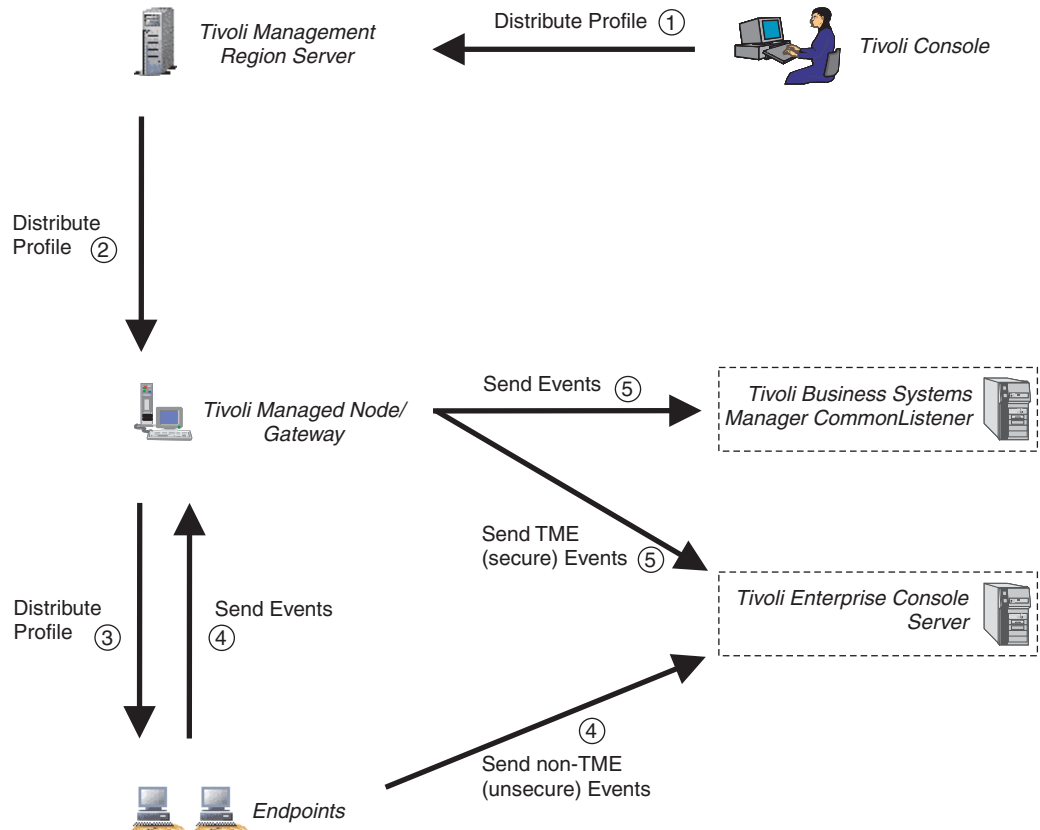 Distribute Profile 1
Tivoli Management
Region Server
Tivoli Console
Distribute
Profile 2
Send Events 5
Tivoli Business Systems
Manager CommonListener
Tivoli Managed Node/
Gateway
Send TME
(secure) Events 5
Tivoli Enterprise Console
Server
Distribute
Profile 3
Send Events
4
4
Send non-TME
(unsecure) Events
Endpoints